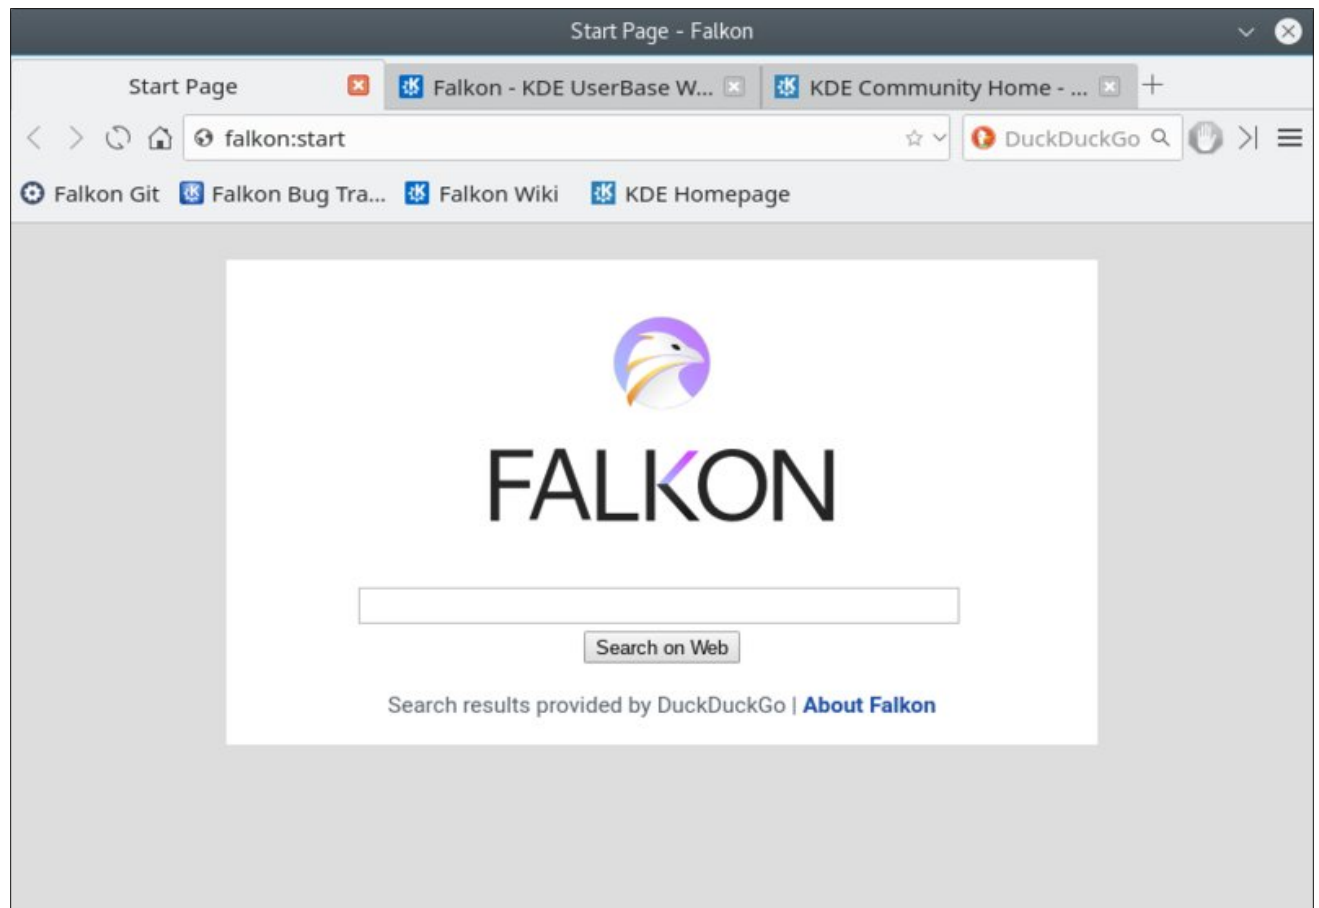 Start Page - Falkon
Start Page Falkon - KDE UserBase W... KDE Community Home - ...
falkon:start DuckDuckGo
Falkon Git Falkon Bug Tra... Falkon Wiki KDE Homepage
FALKON
Search on Web
Search results provided by DuckDuckGo | About Falkon